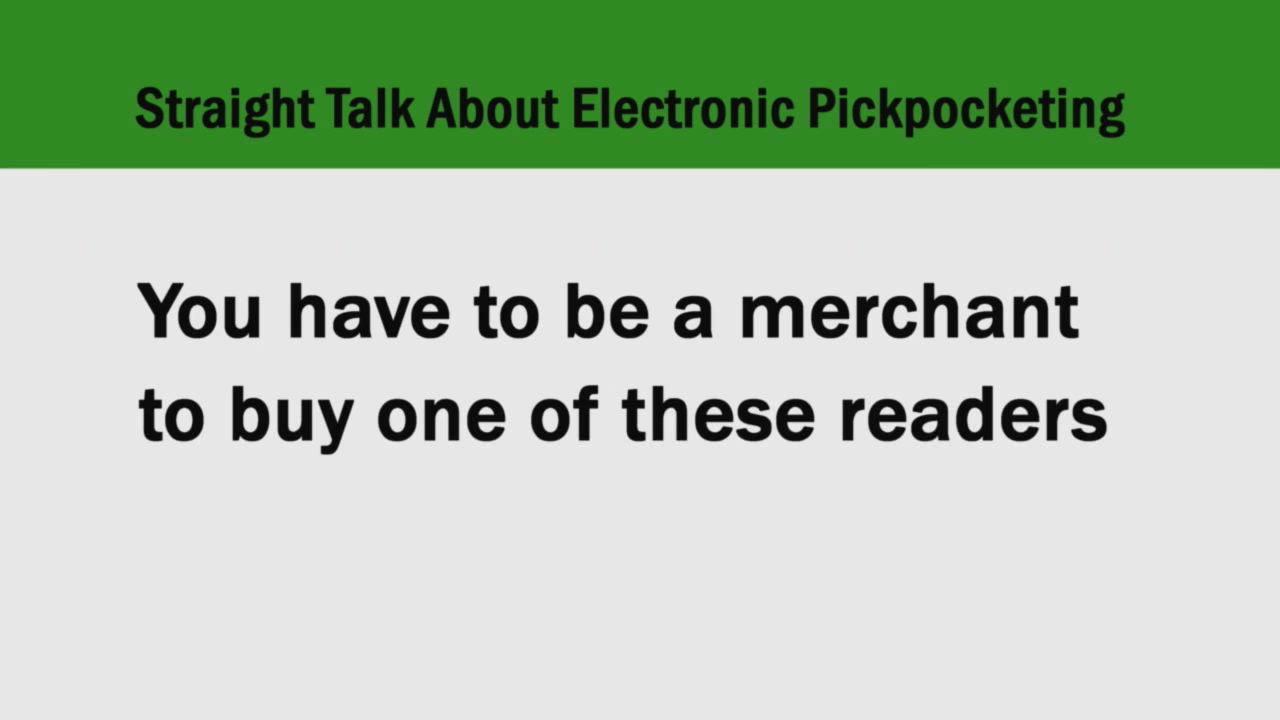 Straight Talk About Electronic Pickpocketing
You have to be a merchant
to buy one of these readers